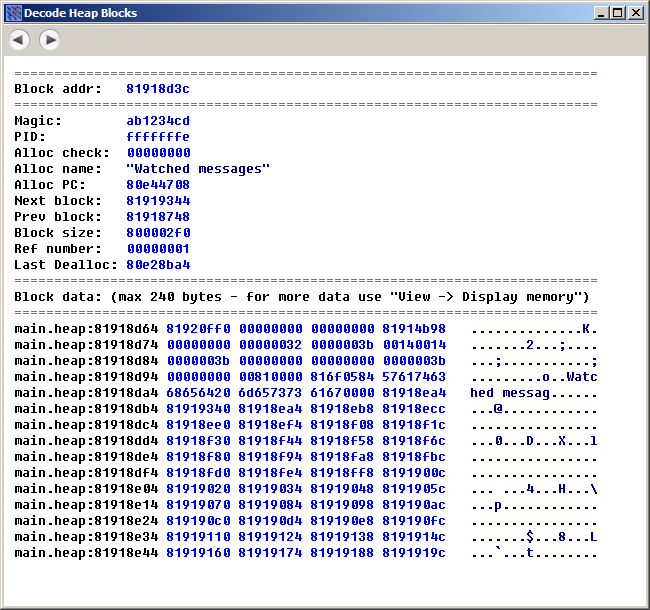 Decode Heap Blocks
=========================================================================
Block addr:   81918d3c
=========================================================================
Magic:        ab1234cd
PID:          fffffffe
Alloc check:  00000000
Alloc name:   "Watched messages"
Alloc PC:     80e44708
Next block:   81919344
Prev block:   81918748
Block size:   800002f0
Ref number:   00000001
Last Dealloc: 80e28ba4
=========================================================================
Block data: (max 240 bytes - for more data use "View -> Display memory")
=========================================================================
main.heap:81918d64 81920ff0 00000000 00000000 81914b98   ..............K.
main.heap:81918d74 00000000 00000032 0000003b 00140014   .......2...;....
main.heap:81918d84 0000003b 00000000 00000000 0000003b   ...;...........;
main.heap:81918d94 00000000 00810000 816f0584 57617463   .........o..Watc
main.heap:81918da4 68656420 6d657373 61670000 81918ea4   hed messag......
main.heap:81918db4 81919340 81918ea4 81918eb8 81918ecc   ...@............
main.heap:81918dc4 81918ee0 81918ef4 81918f08 81918f1c   ................
main.heap:81918dd4 81918f30 81918f44 81918f58 81918f6c   ...0...D...X...l
main.heap:81918de4 81918f80 81918f94 81918fa8 81918fbc   ................
main.heap:81918df4 81918fd0 81918fe4 81918ff8 8191900c   ................
main.heap:81918e04 81919020 81919034 81919048 8191905c   ... ...4...H...\
main.heap:81918e14 81919070 81919084 81919098 819190ac   ...p............
main.heap:81918e24 819190c0 819190d4 819190e8 819190fc   ................
main.heap:81918e34 81919110 81919124 81919138 8191914c   .......$...8...L
main.heap:81918e44 81919160 81919174 81919188 8191919c   ...`...t........